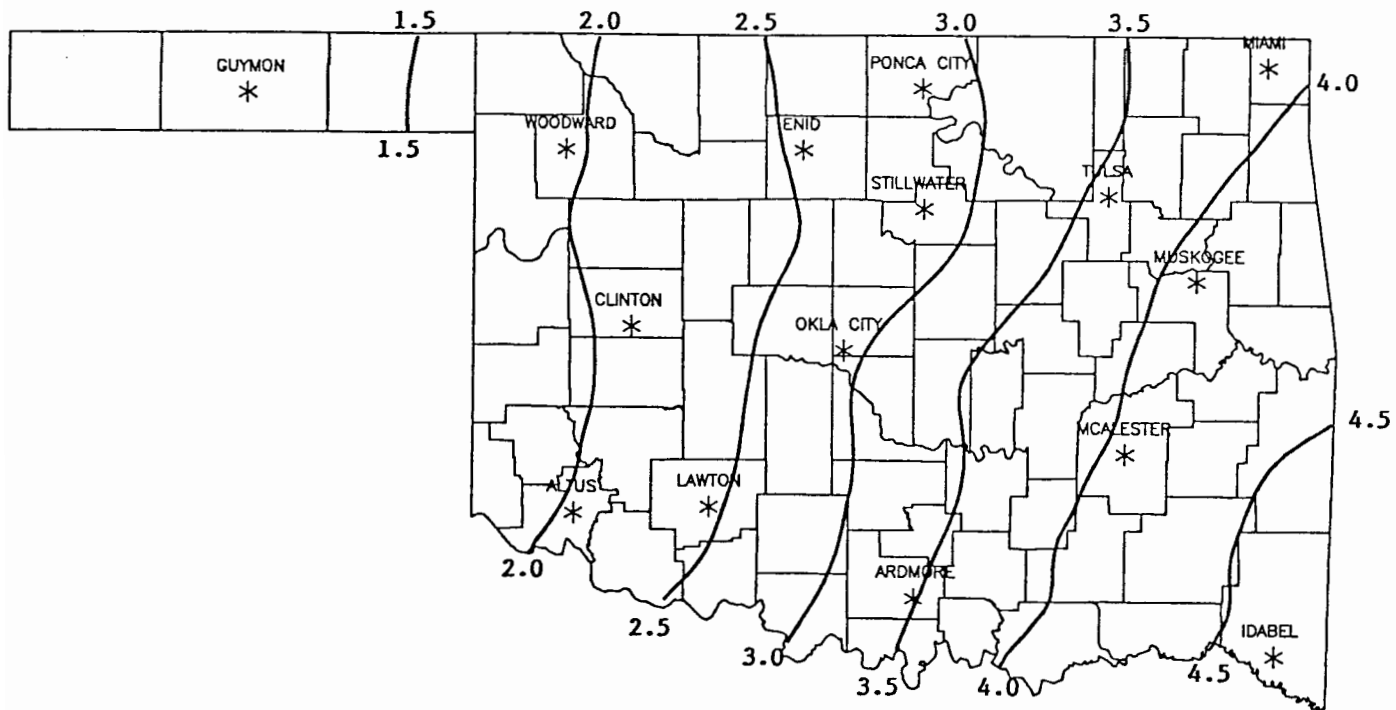 1.5 2.0 2.5 3.0 3.5
MIAMI
GUYMON
PONCA CITY
4.0
WOODWARD
ENID
1.5
TULSA
STILLWATER
MUSKOGEE
CLINTON
OKLA CITY
4.5
MCALESTER
ALTUS
LAWTON
2.0
ARDMORE
2.5
IDABEL
3.0
3.5
4.0
4.5